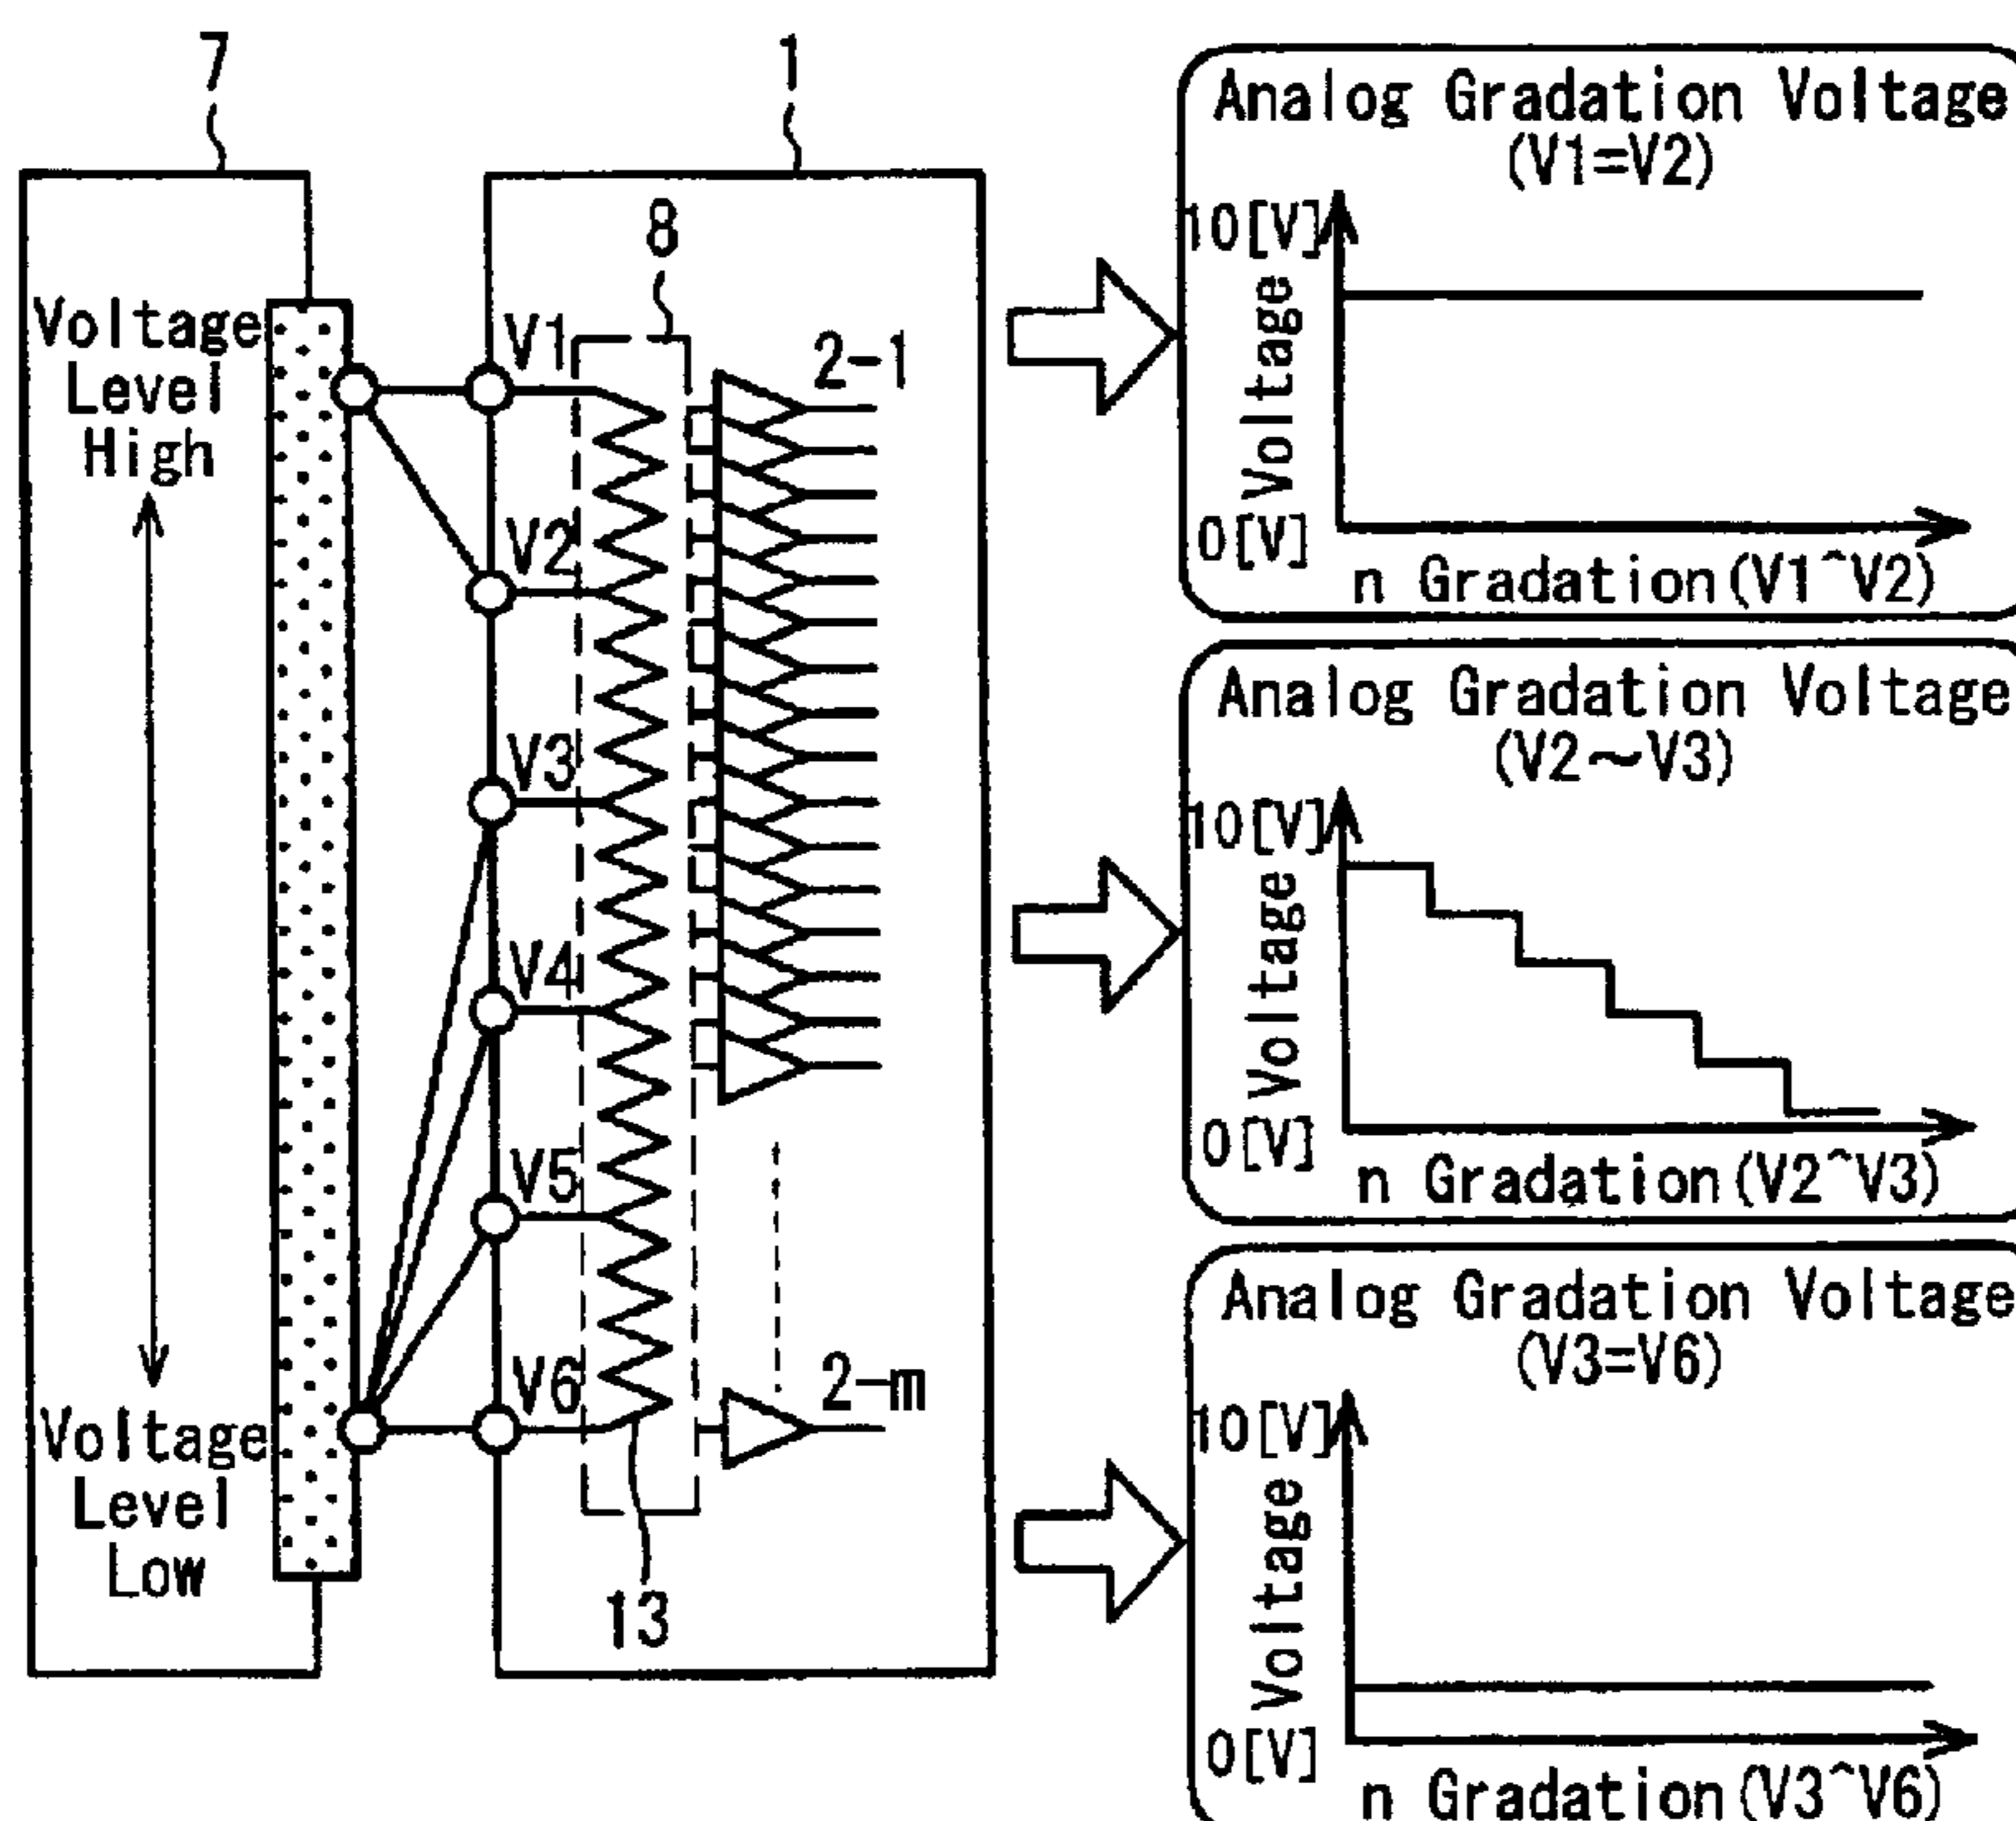 7
1
8
Voltage
Level
High
Voltage
Level
Low
V1
V2
V3
V4
V5
V6
2-1
2-m
13
Analog Gradation Voltage
(V1=V2)
10[V]
Voltage
0[V]
n Gradation(V1^V2)
Analog Gradation Voltage
(V2～V3)
10[V]
Voltage
0[V]
n Gradation(V2^V3)
Analog Gradation Voltage
(V3=V6)
10[V]
Voltage
0[V]
n Gradation(V3^V6)